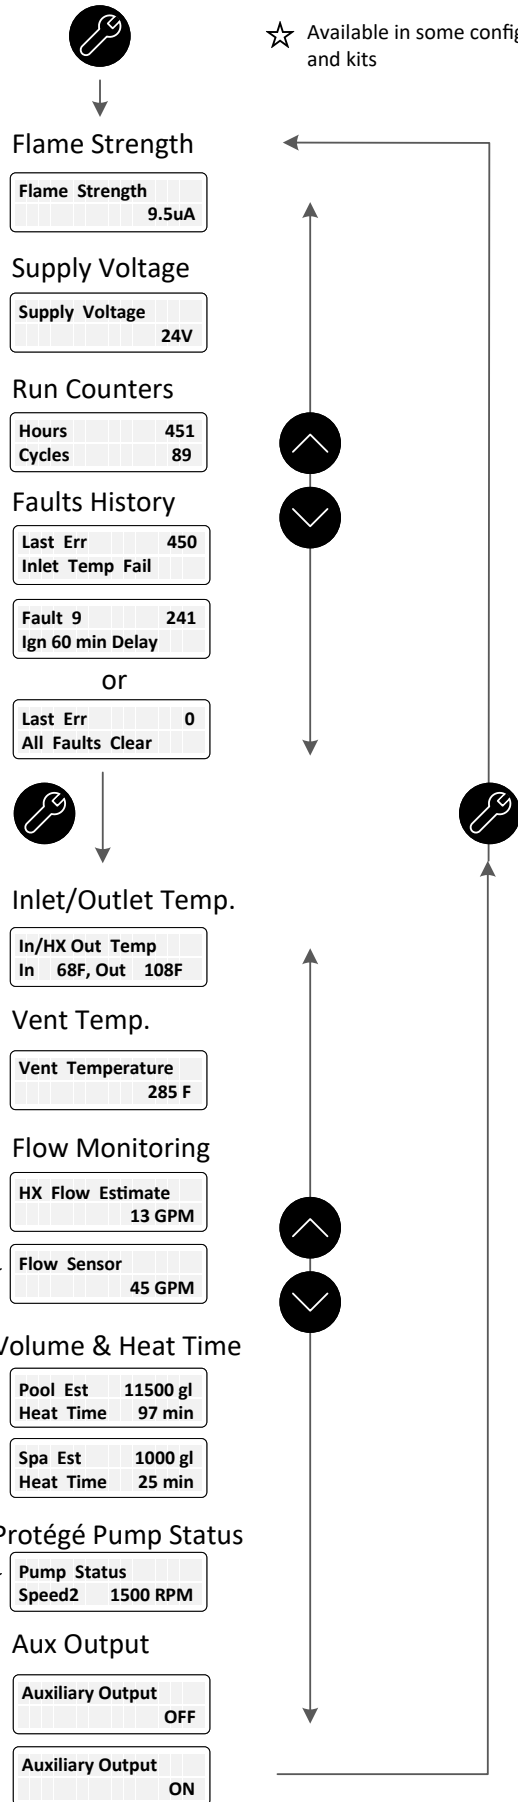 Available in some config
and kits
Flame Strength
Flame Strength
9.5uA
Supply Voltage
Supply Voltage
24V
Run Counters
Hours 451
Cycles 89
Faults History
Last Err 450
Inlet Temp Fail
Fault 9 241
Ign 60 min Delay
or
Last Err 0
All Faults Clear
Inlet/Outlet Temp.
In/HX Out Temp
In 68F, Out 108F
Vent Temp.
Vent Temperature
285 F
Flow Monitoring
HX Flow Estimate
13 GPM
Flow Sensor
45 GPM
Volume & Heat Time
Pool Est 11500 gl
Heat Time 97 min
Spa Est 1000 gl
Heat Time 25 min
Protégé Pump Status
Pump Status
Speed2 1500 RPM
Aux Output
Auxiliary Output
OFF
Auxiliary Output
ON